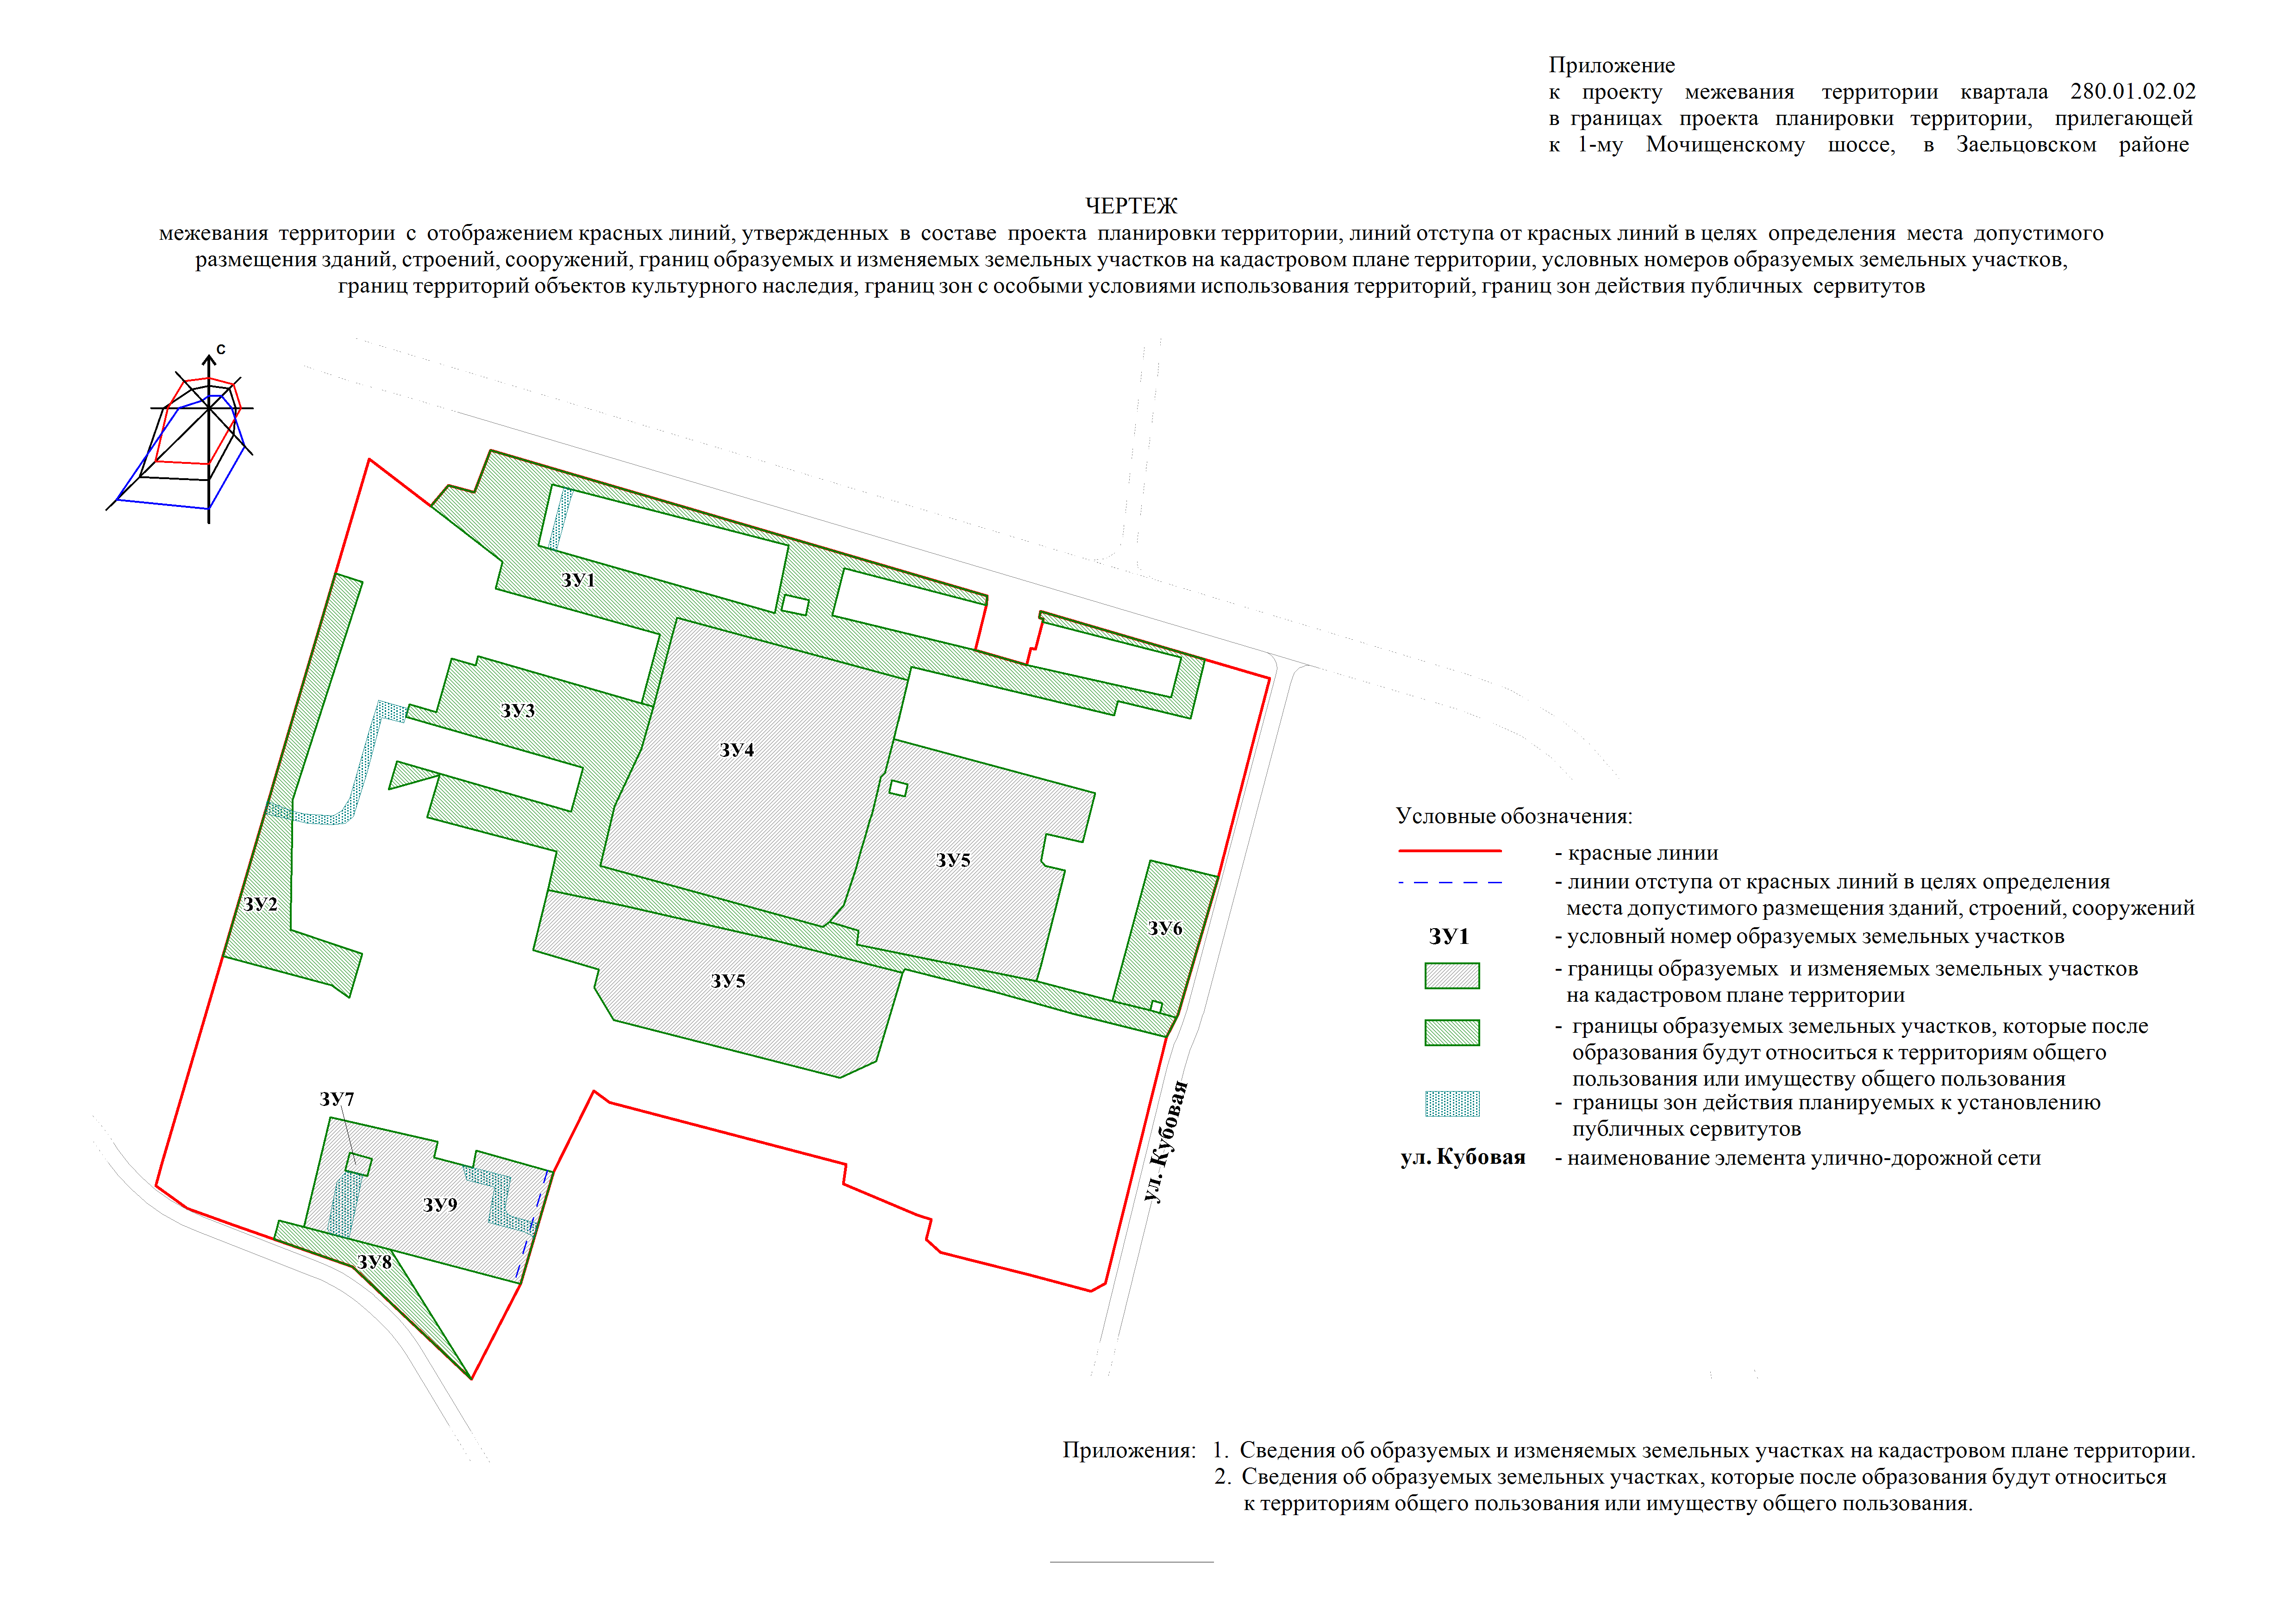 Приложение
к проекту межевания территории квартала 280.01.02.02
в границах проекта планировки территории, прилегающей
к 1-му Мочищенскому шоссе, в Заельцовском районе
ЧЕРТЕЖ
межевания территории с отображением красных линий, утвержденных в составе проекта планировки территории, линий отступа от красных линий в целях определения места допустимого
размещения зданий, строений, сооружений, границ образуемых и изменяемых земельных участков на кадастровом плане территории, условных номеров образуемых земельных участков,
границ территорий объектов культурного наследия, границ зон с особыми условиями использования территорий, границ зон действия публичных сервитутов
С
ЗУ1
ЗУ3
ЗУ4
ЗУ5
ЗУ2
ЗУ6
ЗУ5
ЗУ7
ЗУ9
ЗУ8
ул. Кубовая
Условные обозначения:
- красные линии
- линии отступа от красных линий в целях определения
места допустимого размещения зданий, строений, сооружений
ЗУ1 - условный номер образуемых земельных участков
- границы образуемых и изменяемых земельных участков
на кадастровом плане территории
- границы образуемых земельных участков, которые после
образования будут относиться к территориям общего
пользования или имуществу общего пользования
- границы зон действия планируемых к установлению
публичных сервитутов
ул. Кубовая - наименование элемента улично-дорожной сети
Приложения: 1. Сведения об образуемых и изменяемых земельных участках на кадастровом плане территории.
2. Сведения об образуемых земельных участках, которые после образования будут относиться
к территориям общего пользования или имуществу общего пользования.